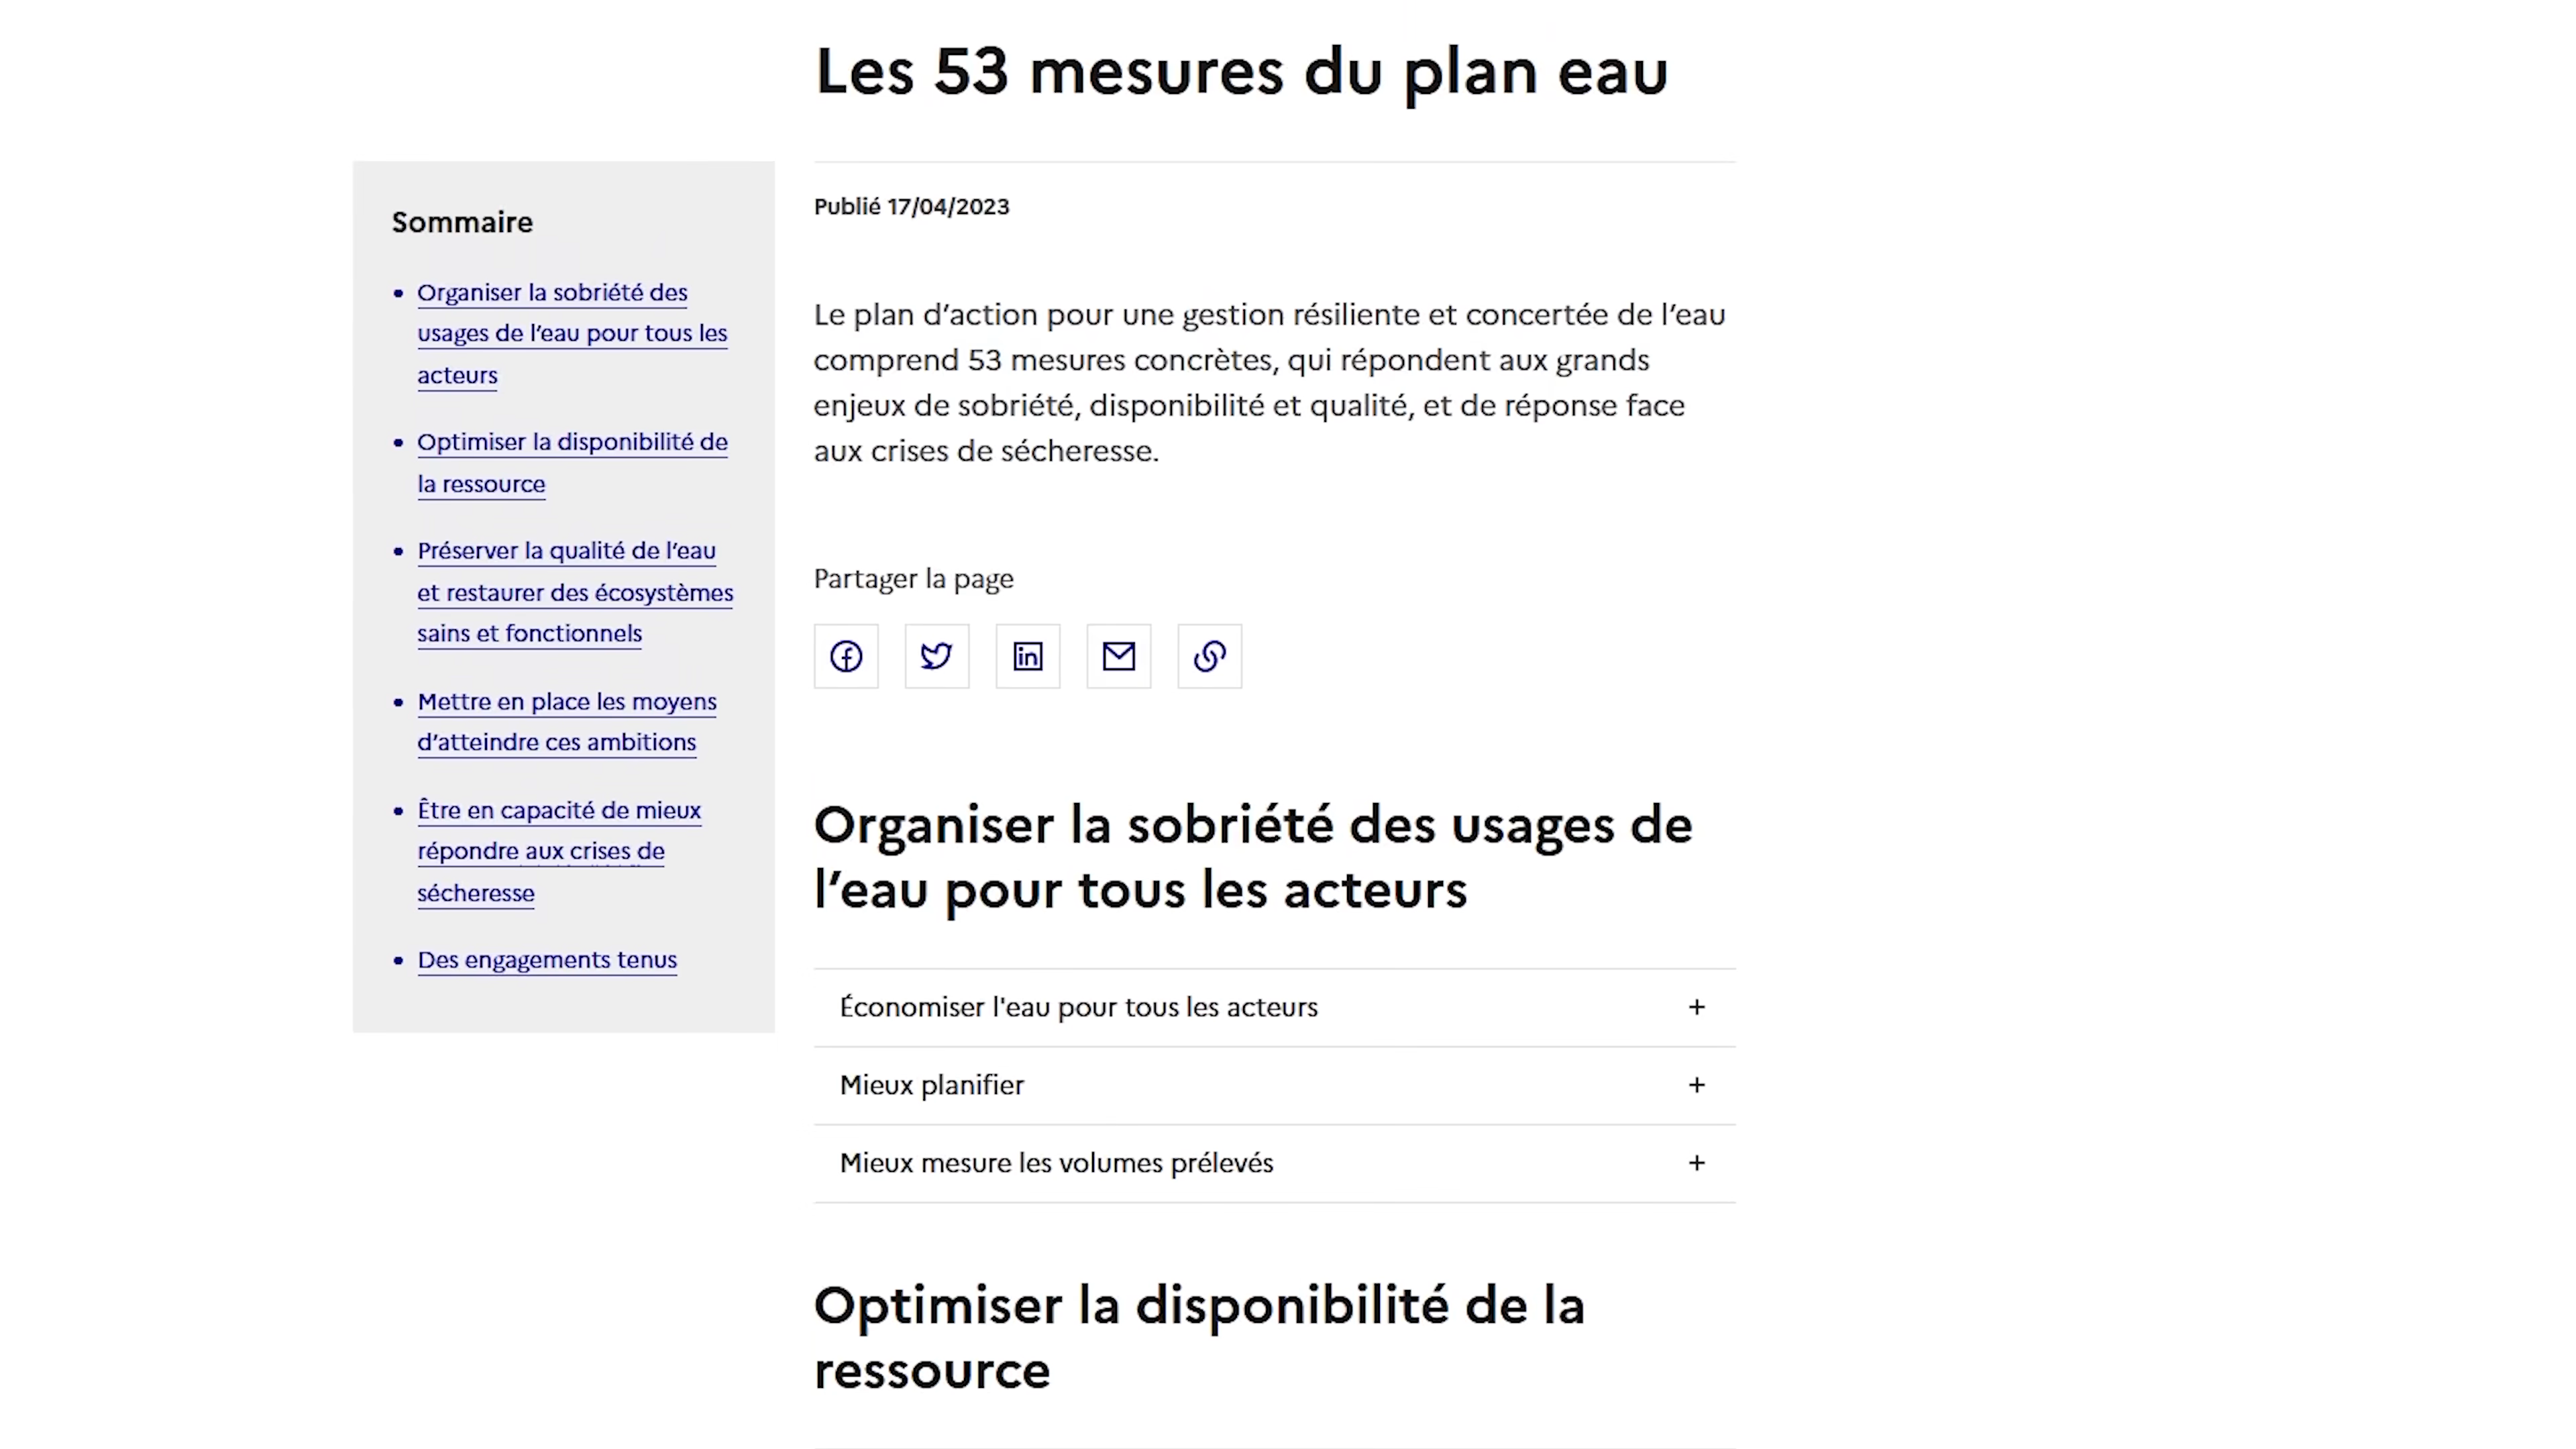 Les 53 mesures du plan eau
Sommaire
Organiser la sobriété des
usages de l’eau pour tous les
acteurs
Optimiser la disponibilité de
la ressource
Préserver la qualité de l’eau
et restaurer des écosystèmes
sains et fonctionnels
Mettre en place les moyens
d’atteindre ces ambitions
Être en capacité de mieux
répondre aux crises de
sécheresse
Des engagements tenus
Publié 17/04/2023
Le plan d’action pour une gestion résiliente et concertée de l’eau
comprend 53 mesures concrètes, qui répondent aux grands
enjeux de sobriété, disponibilité et qualité, et de réponse face
aux crises de sécheresse.
Partager la page
Organiser la sobriété des usages de
l’eau pour tous les acteurs
Économiser l'eau pour tous les acteurs
Mieux planifier
Mieux mesure les volumes prélevés
Optimiser la disponibilité de la
ressource